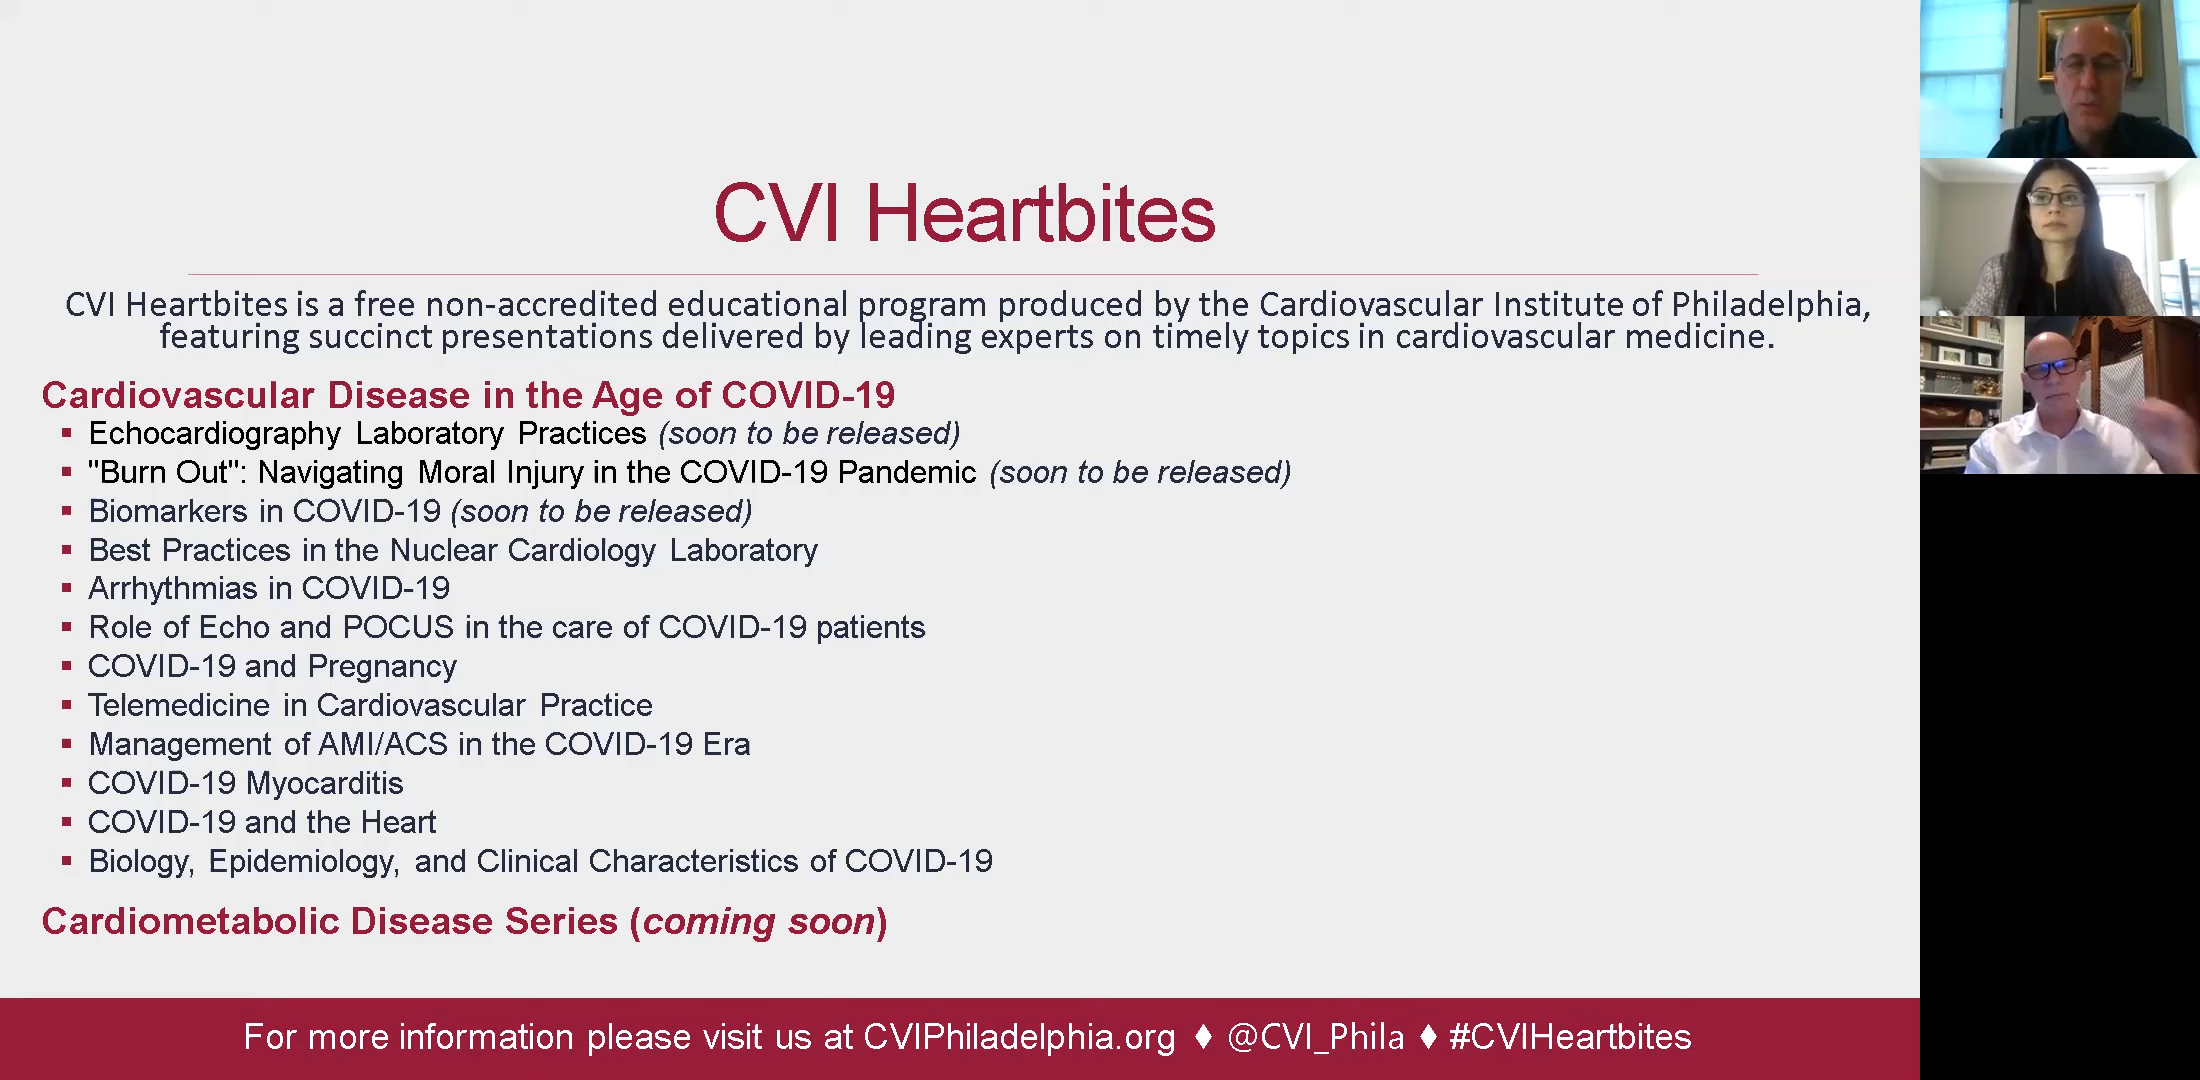 CVI Heartbites
CVI Heartbites is a free non-accredited educational program produced by the Cardiovascular Institute of Philadelphia,
featuring succinct presentations delivered by leading experts on timely topics in cardiovascular medicine.
Cardiovascular Disease in the Age of COVID-19
▪ Echocardiography Laboratory Practices (soon to be released)
▪ "Burn Out": Navigating Moral Injury in the COVID-19 Pandemic (soon to be released)
▪ Biomarkers in COVID-19 (soon to be released)
▪ Best Practices in the Nuclear Cardiology Laboratory
▪ Arrhythmias in COVID-19
▪ Role of Echo and POCUS in the care of COVID-19 patients
▪ COVID-19 and Pregnancy
▪ Telemedicine in Cardiovascular Practice
▪ Management of AMI/ACS in the COVID-19 Era
▪ COVID-19 Myocarditis
▪ COVID-19 and the Heart
▪ Biology, Epidemiology, and Clinical Characteristics of COVID-19
Cardiometabolic Disease Series (coming soon)
For more information please visit us at CVIPhiladelphia.org ♦ @CVI_Phila ♦ #CVIHeartbites